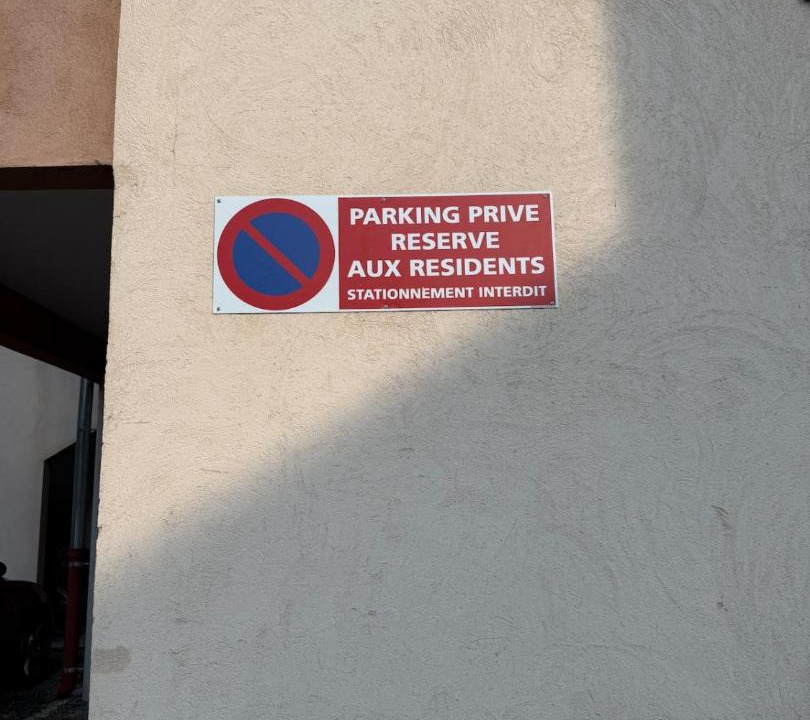 PARKING PRIVE
RESERVE
AUX RESIDENTS
STATIONNEMENT INTERDIT